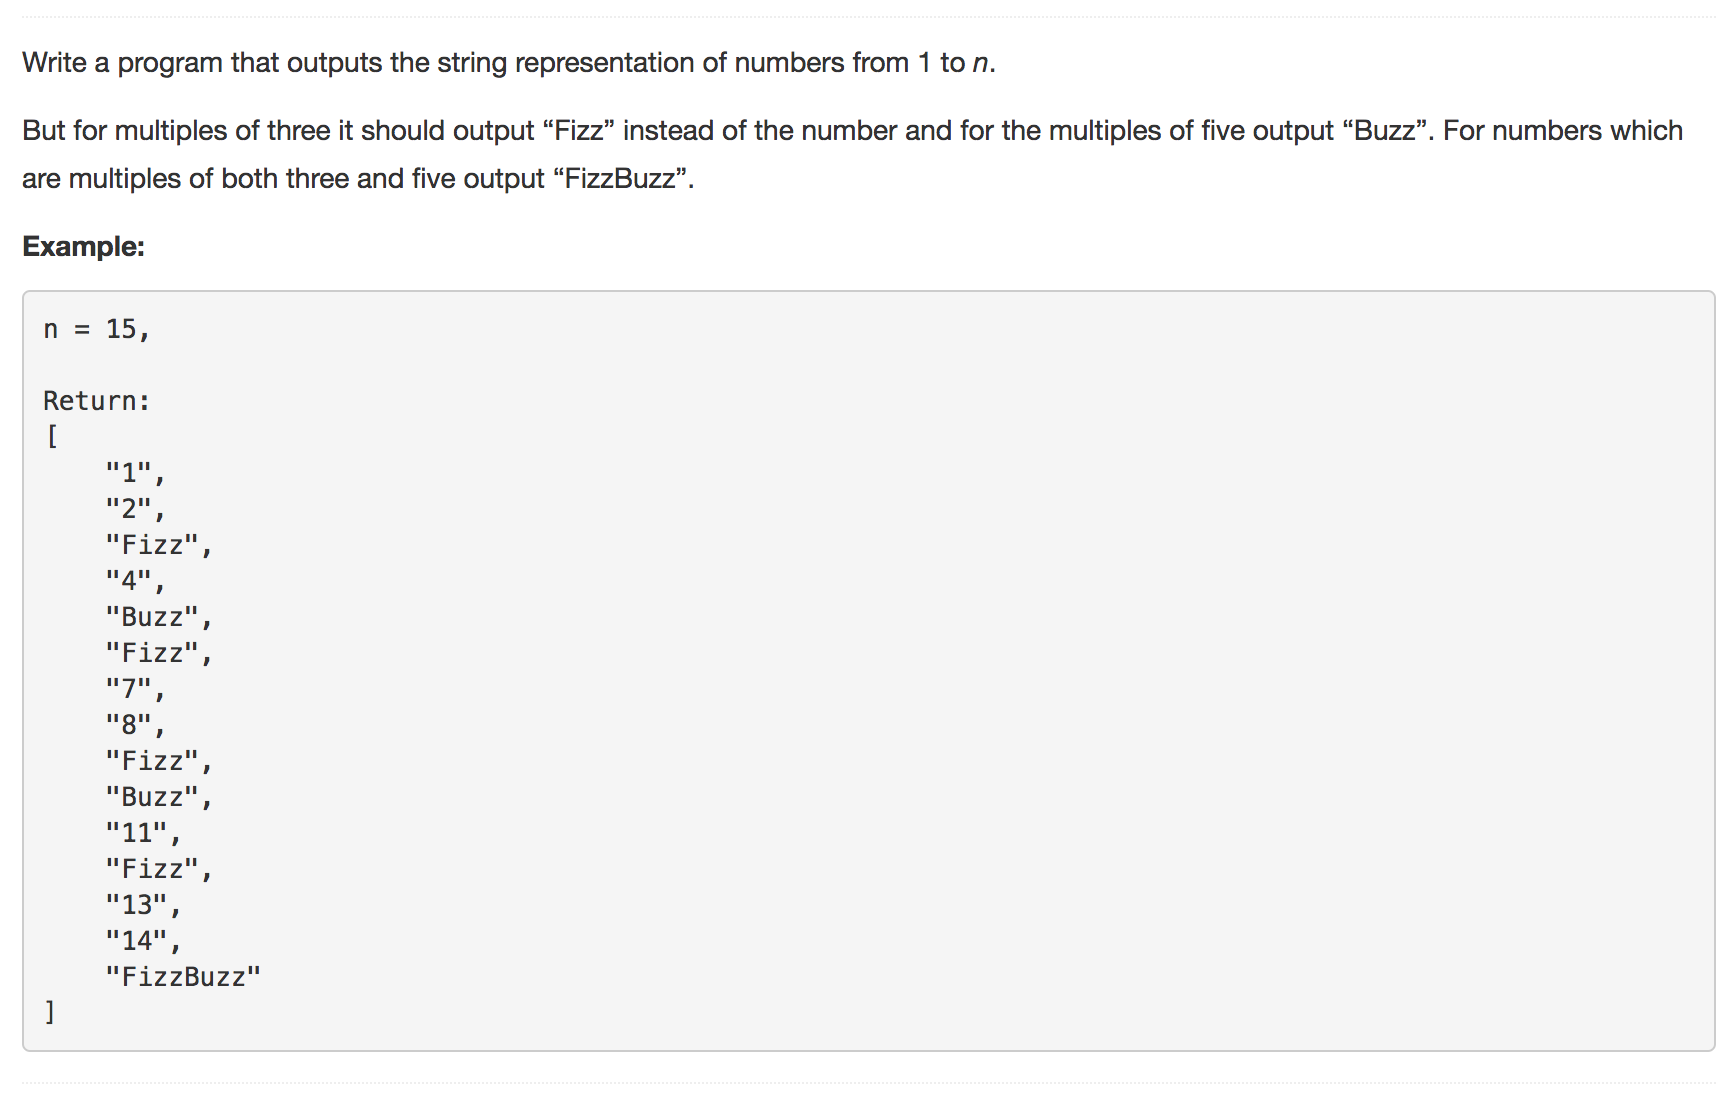 Write a program that outputs the string representation of numbers from 1 to n.
But for multiples of three it should output “Fizz” instead of the number and for the multiples of five output “Buzz”. For numbers which
are multiples of both three and five output “FizzBuzz”.
Example:
n = 15,
Return:
[
"1",
"2",
"Fizz",
"4",
"Buzz",
"Fizz",
"7",
"8",
"Fizz",
"Buzz",
"11",
"Fizz",
"13",
"14",
"FizzBuzz"
]